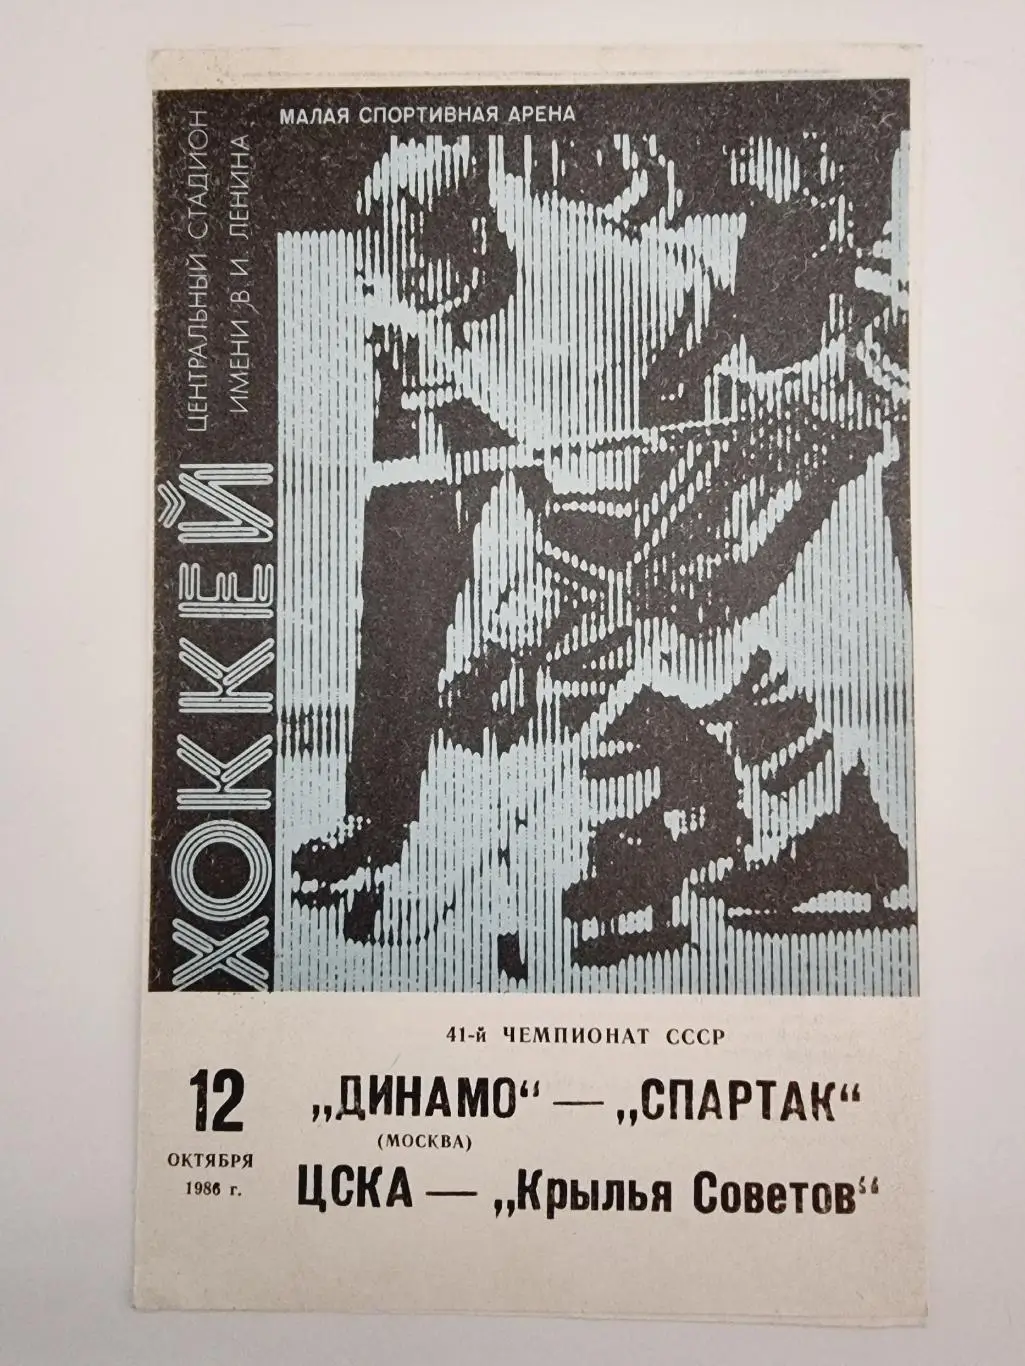 МАЛАЯ СПОРТИВНАЯ АРЕНА
ЦЕНТРАЛЬНЫЙ СТАДИОН
ИМЕНИ В. И. ЛЕНИНА
ХОККЕЙ
41-й ЧЕМПИОНАТ СССР
12
ОКТЯБРЯ
1986 г.
„ДИНАМО“ — „СПАРТАК“
(МОСКВА)
ЦСКА — „Крылья Советов“